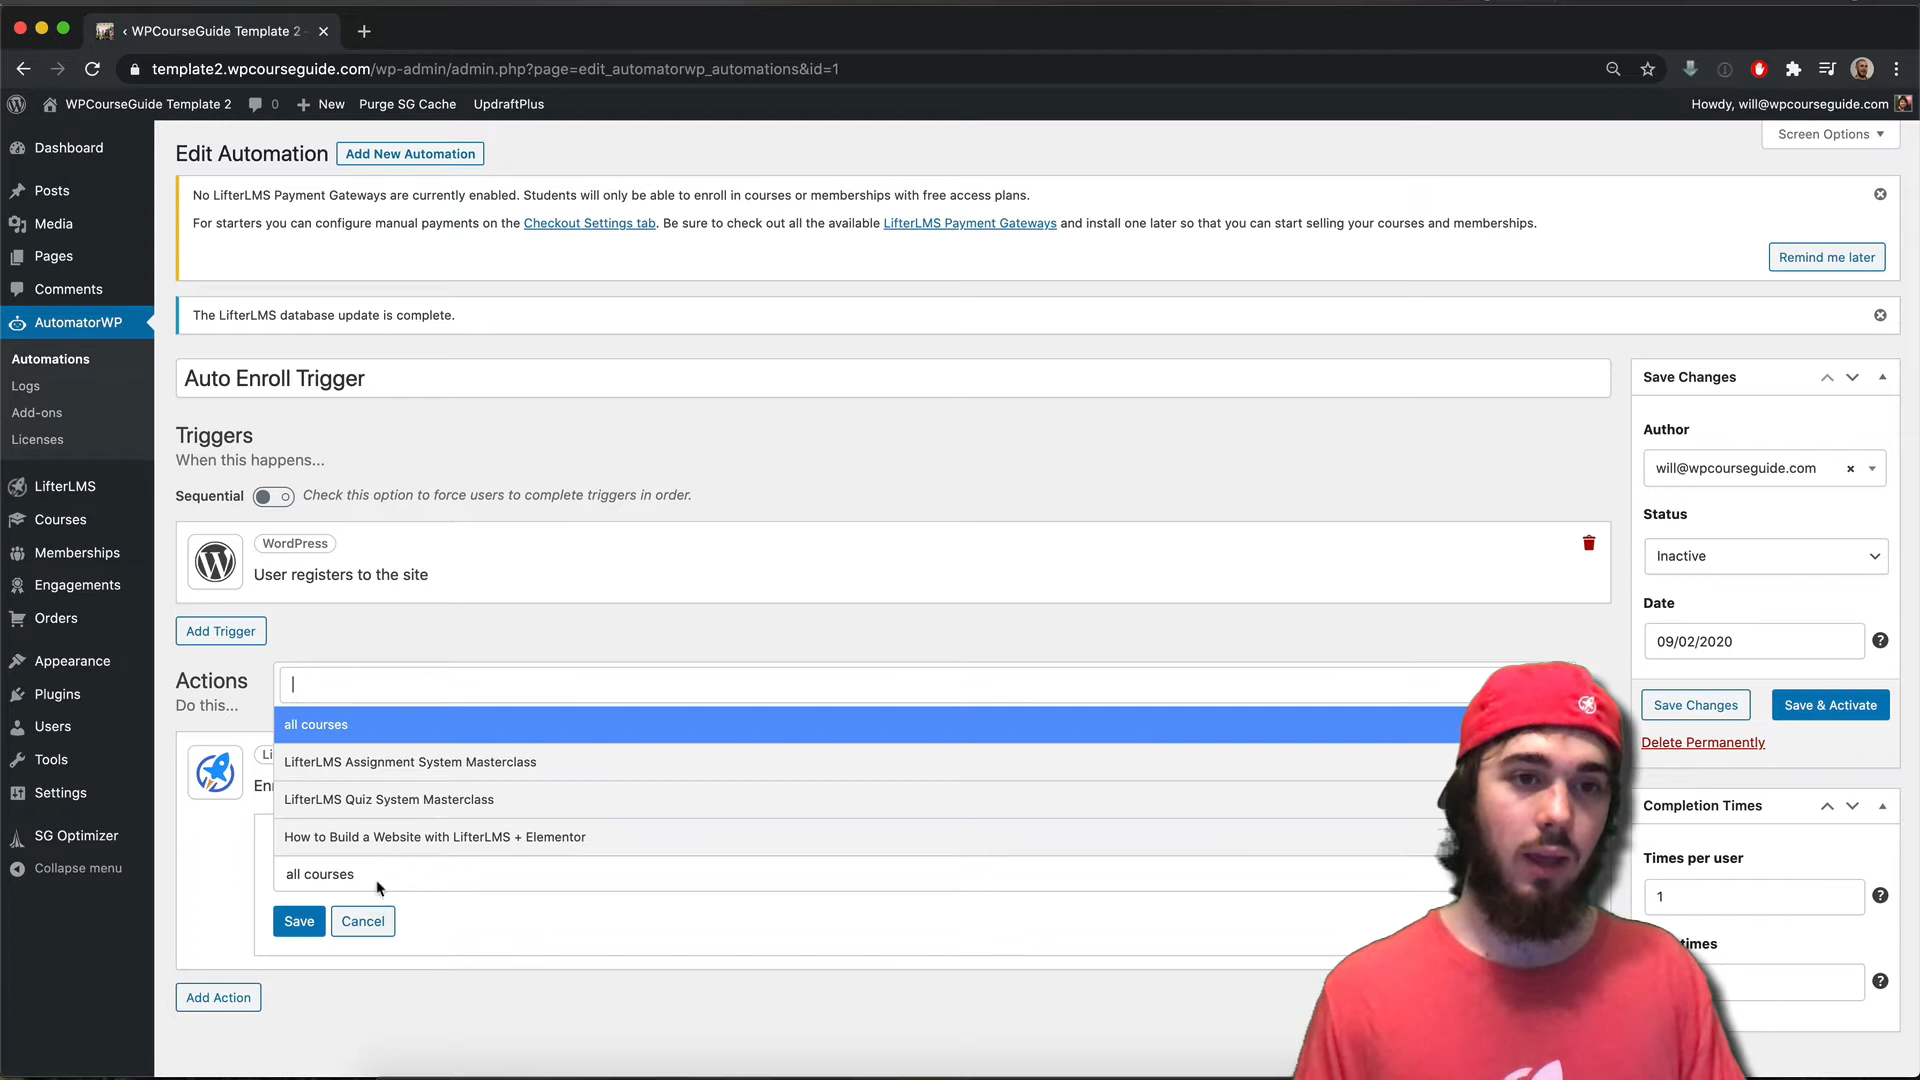 ‹ WPCourseGuide Template 2
template2.wpcourseguide.com/wp-admin/admin.php?page=edit_automatorwp_automations&id=1
WPCourseGuide Template 2
0
New
Purge SG Cache
UpdraftPlus
Howdy, will@wpcourseguide.com
Dashboard
Posts
Media
Pages
Comments
AutomatorWP
Automations
Logs
Add-ons
Licenses
LifterLMS
Courses
Memberships
Engagements
Orders
Appearance
Plugins
Users
Tools
Settings
SG Optimizer
Collapse menu
Screen Options
Edit Automation
Add New Automation
No LifterLMS Payment Gateways are currently enabled. Students will only be able to enroll in courses or memberships with free access plans.
For starters you can configure manual payments on the Checkout Settings tab. Be sure to check out all the available LifterLMS Payment Gateways and install one later so that you can start selling your courses and memberships.
Remind me later
The LifterLMS database update is complete.
Auto Enroll Trigger
Triggers
When this happens...
Sequential
Check this option to force users to complete triggers in order.
WordPress
User registers to the site
Add Trigger
Actions
Do this...
all courses
LifterLMS Assignment System Masterclass
LifterLMS Quiz System Masterclass
How to Build a Website with LifterLMS + Elementor
all courses
Save
Cancel
Add Action
Save Changes
Author
will@wpcourseguide.com
Status
Inactive
Date
09/02/2020
Save Changes
Save & Activate
Delete Permanently
Completion Times
Times per user
1
times